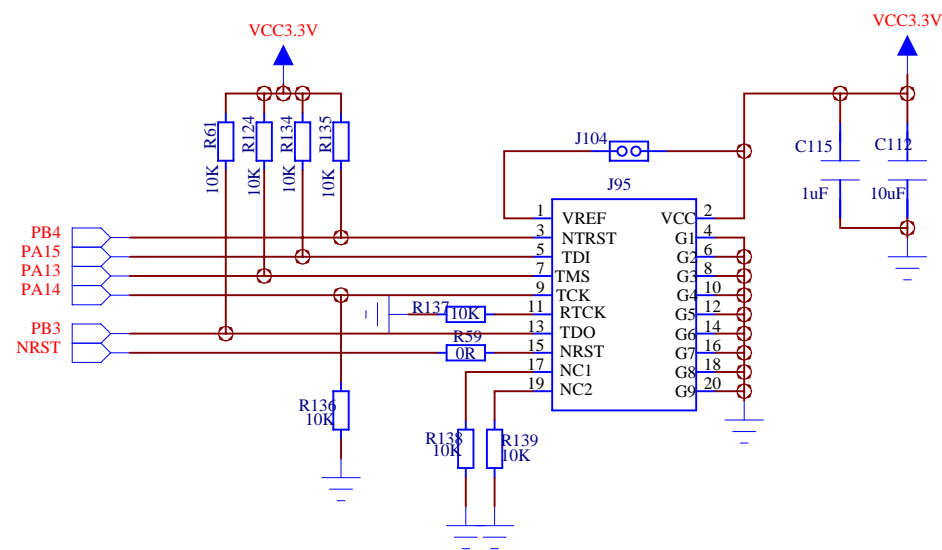 VCC3.3V
VCC3.3V
R61
10K
R124
10K
R134
10K
R135
10K
J104
C115
1uF
C112
10uF
J95
PB4
PA15
PA13
PA14
PB3
NRST
1 VREF VCC 2
3 NTRST G1 4
5 TDI G2 6
7 TMS G3 8
9 TCK G4 10
11 RTCK G5 12
13 TDO G6 14
15 NRST G7 16
17 NC1 G8 18
19 NC2 G9 20
R137
10K
R59
0R
R136
10K
R138
10K
R139
10K